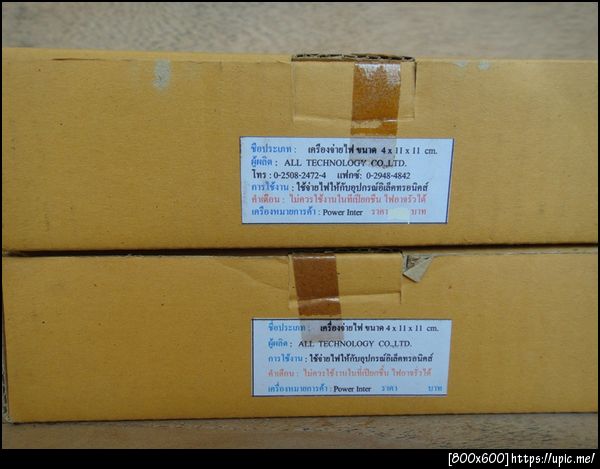 ชื่อประเภท : เครื่องจ่ายไฟ ขนาด 4 x 11 x 11 cm.
ผู้ผลิต : ALL TECHNOLOGY CO.,LTD.
โทร : 0-2508-2472-4 แฟกซ์: 0-2948-4842
การใช้งาน : ใช้จ่ายไฟให้กับอุปกรณ์อิเล็คทรอนิคส์
คำเตือน : ไม่ควรใช้งานในที่เปียกชื้น ไฟอาจรั่วได้
เครื่องหมายการค้า : Power Inter ราคา บาท
ชื่อประเภท : เครื่องจ่ายไฟ ขนาด 4 x 11 x 11 cm.
ผู้ผลิต : ALL TECHNOLOGY CO.,LTD.
การใช้งาน : ใช้จ่ายไฟให้กับอุปกรณ์อิเล็คทรอนิคส์
คำเตือน : ไม่ควรใช้งานในที่เปียกชื้น ไฟอาจรั่วได้
เครื่องหมายการค้า : Power Inter ราคา บาท
[800x600]https://upic.me/